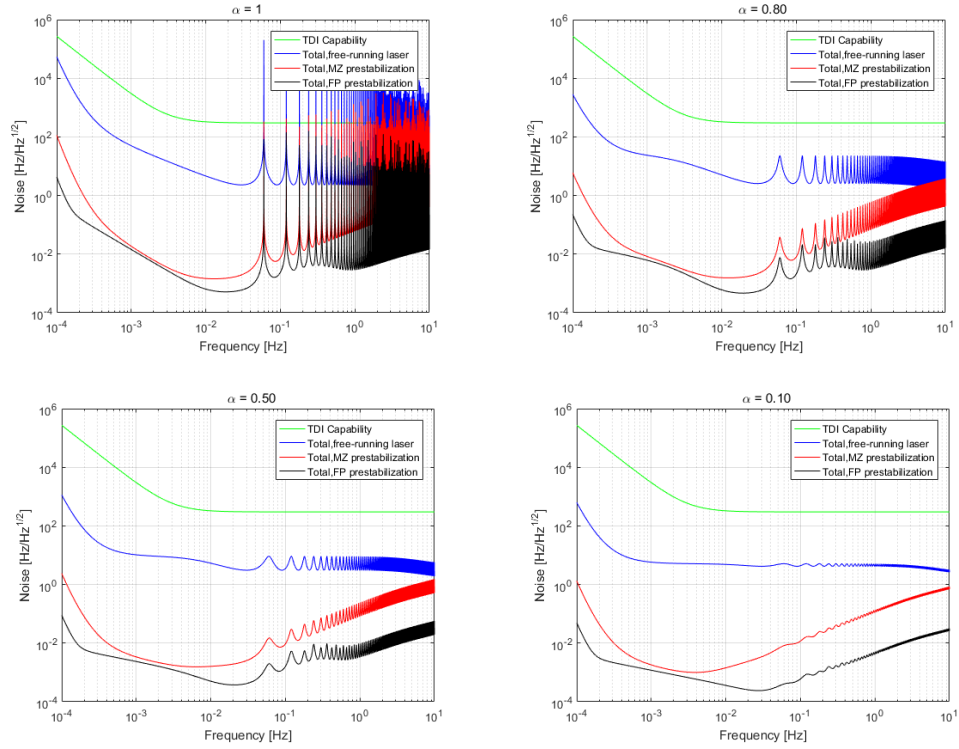 α = 1
10^6
10^4
10^2
10^0
10^-2
10^-4
Noise [Hz/Hz^1/2]
TDI Capability
Total,free-running laser
Total,MZ prestabilization
Total,FP prestabilization
10^-4 10^-3 10^-2 10^-1 10^0 10^1
Frequency [Hz]
α = 0.80
10^6
10^4
10^2
10^0
10^-2
10^-4
Noise [Hz/Hz^1/2]
TDI Capability
Total,free-running laser
Total,MZ prestabilization
Total,FP prestabilization
10^-4 10^-3 10^-2 10^-1 10^0 10^1
Frequency [Hz]
α = 0.50
10^6
10^4
10^2
10^0
10^-2
10^-4
Noise [Hz/Hz^1/2]
TDI Capability
Total,free-running laser
Total,MZ prestabilization
Total,FP prestabilization
10^-4 10^-3 10^-2 10^-1 10^0 10^1
Frequency [Hz]
α = 0.10
10^6
10^4
10^2
10^0
10^-2
10^-4
Noise [Hz/Hz^1/2]
TDI Capability
Total,free-running laser
Total,MZ prestabilization
Total,FP prestabilization
10^-4 10^-3 10^-2 10^-1 10^0 10^1
Frequency [Hz]